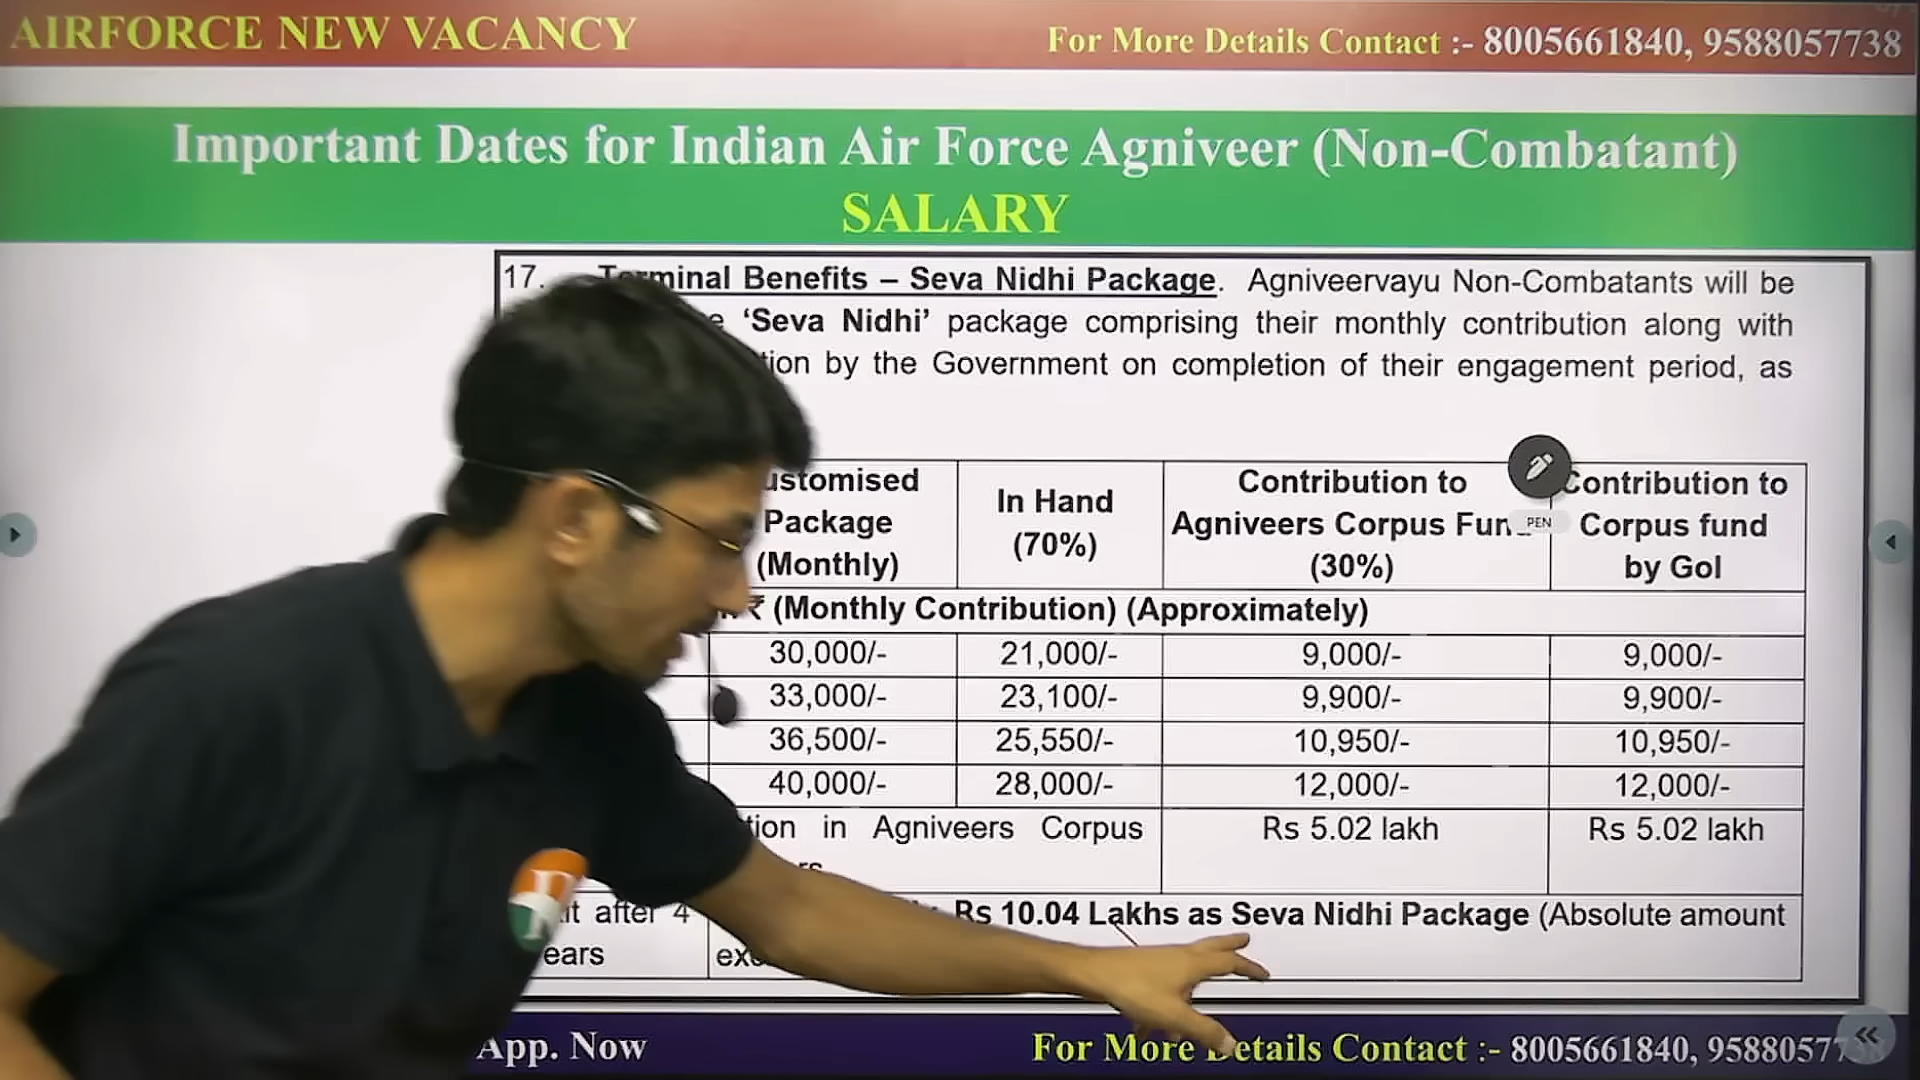 AIRFORCE NEW VACANCY
For More Details Contact :- 8005661840, 9588057738
Important Dates for Indian Air Force Agniveer (Non-Combatant)
SALARY
17. Terminal Benefits – Seva Nidhi Package. Agniveervayu Non-Combatants will be
'Seva Nidhi' package comprising their monthly contribution along with
by the Government on completion of their engagement period, as
Package
(Monthly)
In Hand
(70%)
Contribution to
Agniveers Corpus
(30%)
Contribution to
Corpus fund
by GoI
₹ (Monthly Contribution) (Approximately)
30,000/- 21,000/- 9,000/- 9,000/-
33,000/- 23,100/- 9,900/- 9,900/-
36,500/- 25,550/- 10,950/- 10,950/-
40,000/- 28,000/- 12,000/- 12,000/-
in Agniveers Corpus Rs 5.02 lakh Rs 5.02 lakh
after 4
Rs 10.04 Lakhs as Seva Nidhi Package (Absolute amount
PEN
App. Now
For More Details Contact :- 8005661840,